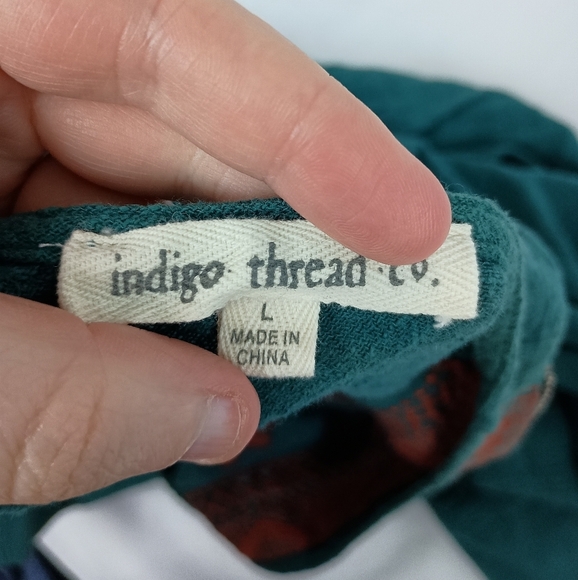 indigo thread co.
L
MADE IN
CHINA